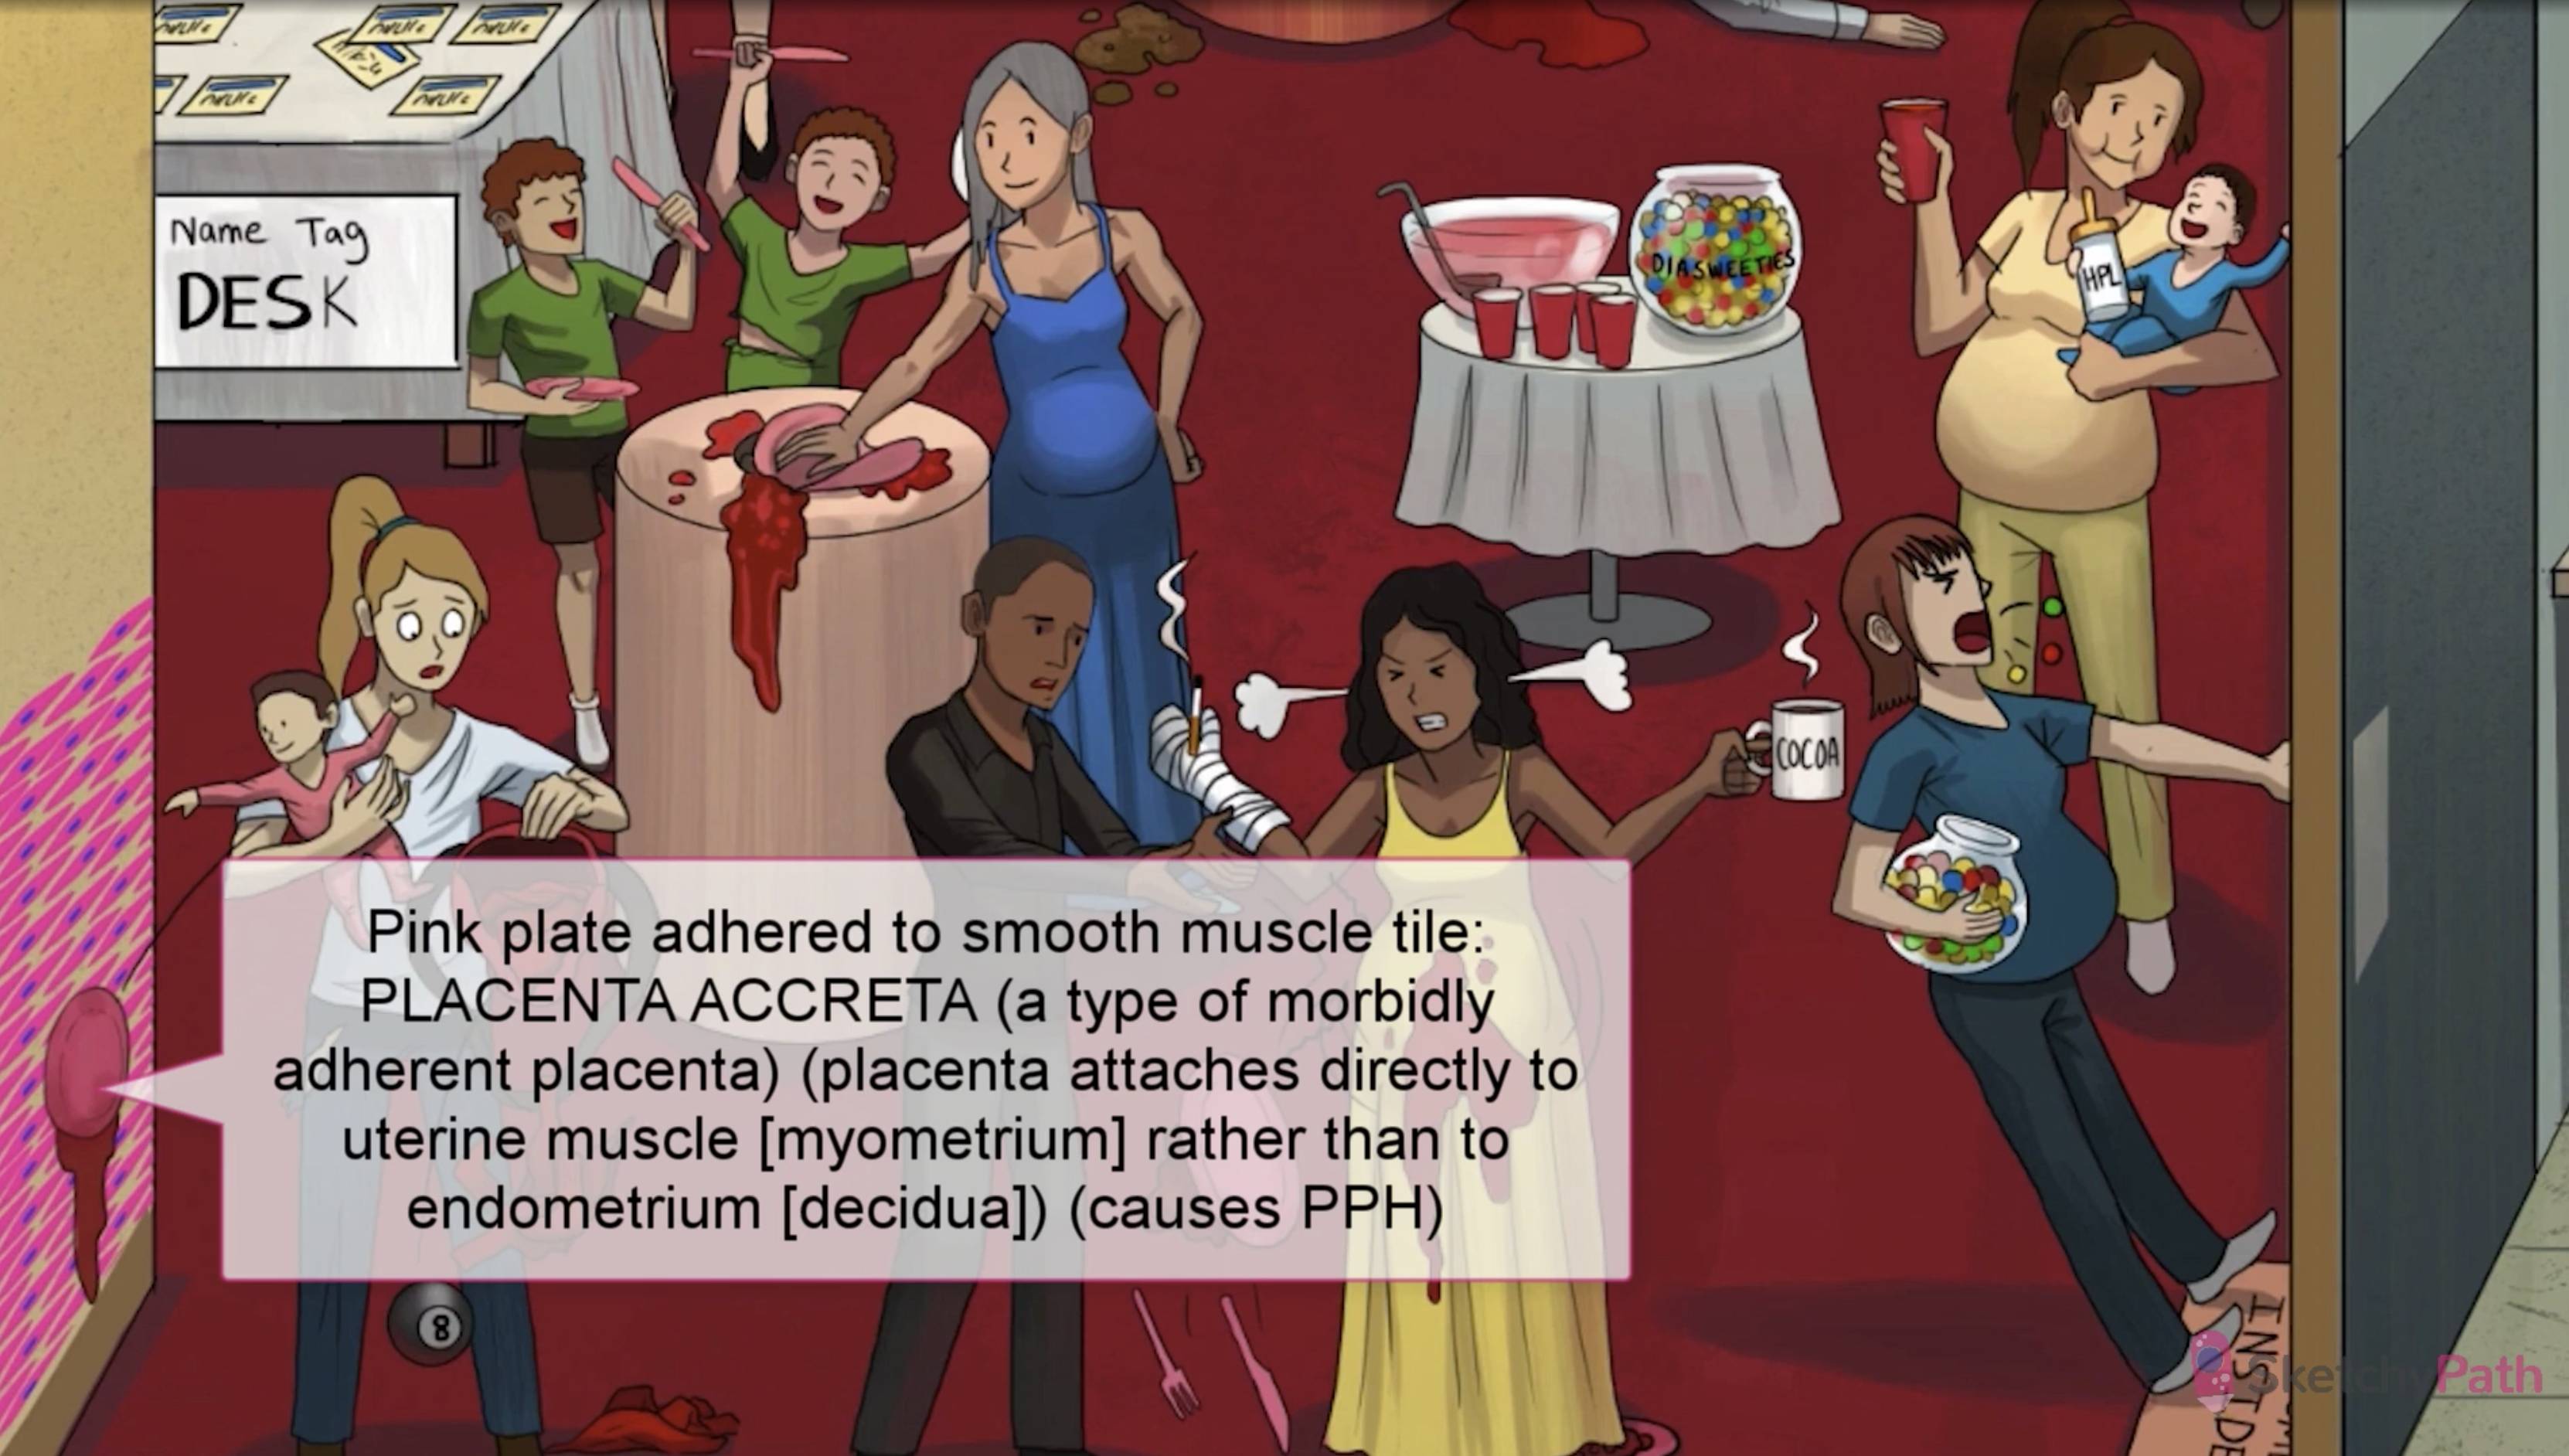 Name Tag
DESK
DIASWEETIES
HPL
COCOA
Pink plate adhered to smooth muscle tile:
PLACENTA ACCRETA (a type of morbidly
adherent placenta) (placenta attaches directly to
uterine muscle [myometrium] rather than to
endometrium [decidua]) (causes PPH)
8
SketchyPath